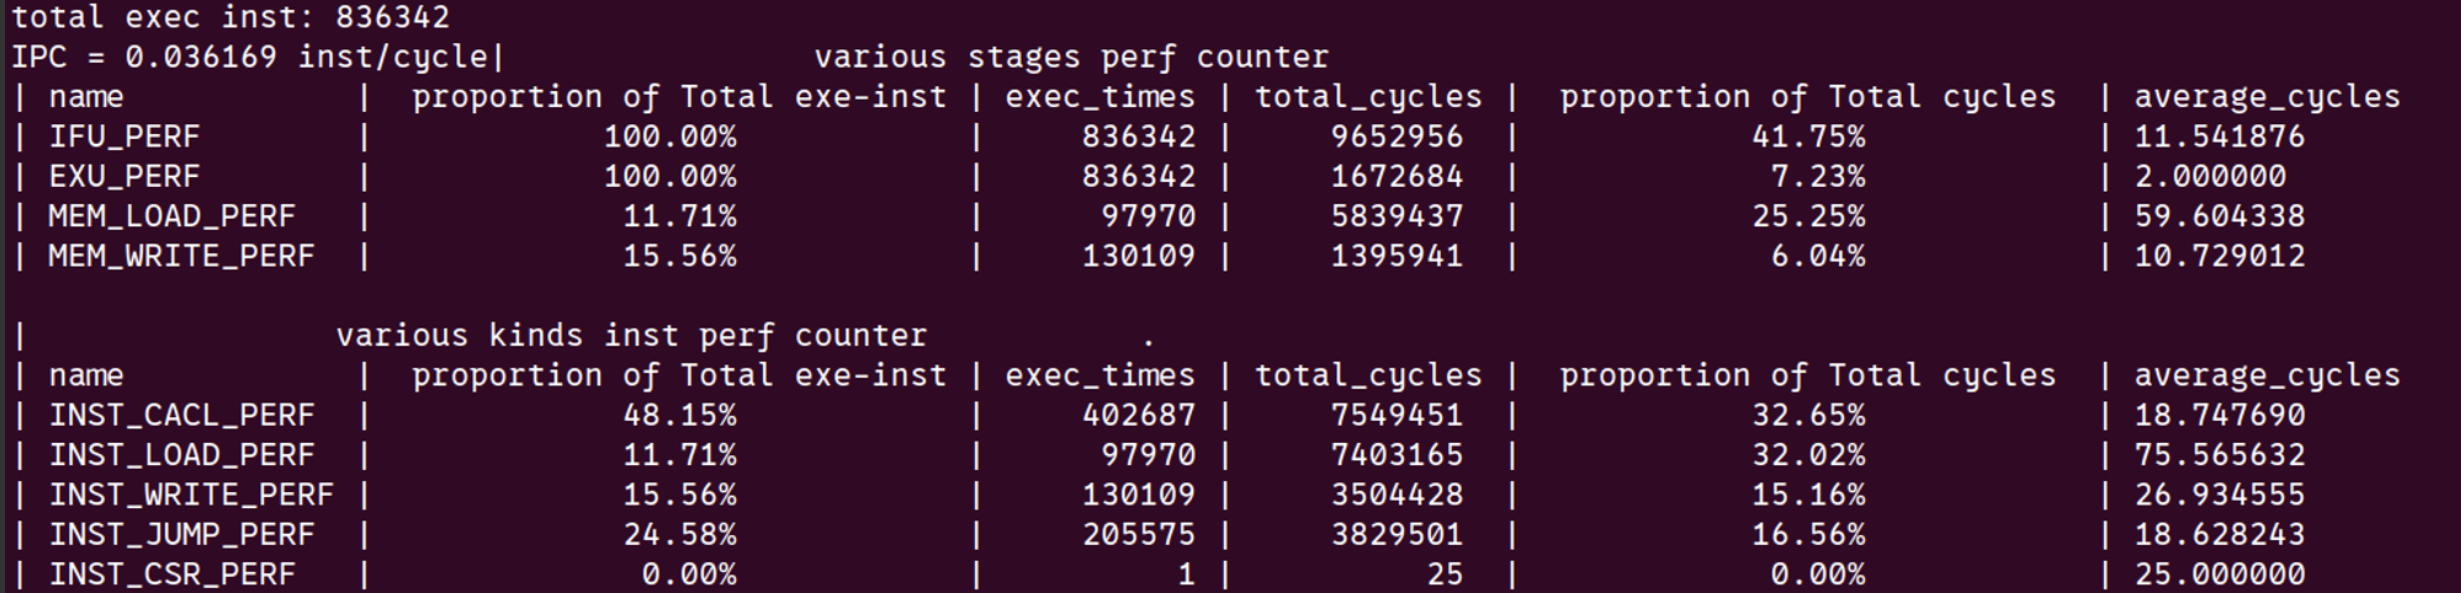 total exec inst: 836342
IPC = 0.036169 inst/cycle|                various stages perf counter
| name            |  proportion of Total exe-inst | exec_times | total_cycles |  proportion of Total cycles  | average_cycles
| IFU_PERF        |            100.00%            |     836342 |     9652956  |            41.75%            | 11.541876
| EXU_PERF        |            100.00%            |     836342 |     1672684  |             7.23%            | 2.000000
| MEM_LOAD_PERF   |             11.71%            |      97970 |     5839437  |            25.25%            | 59.604338
| MEM_WRITE_PERF  |             15.56%            |     130109 |     1395941  |             6.04%            | 10.729012
|                various kinds inst perf counter           .
| name            |  proportion of Total exe-inst | exec_times | total_cycles |  proportion of Total cycles  | average_cycles
| INST_CACL_PERF  |             48.15%            |     402687 |     7549451  |            32.65%            | 18.747690
| INST_LOAD_PERF  |             11.71%            |      97970 |     7403165  |            32.02%            | 75.565632
| INST_WRITE_PERF |             15.56%            |     130109 |     3504428  |            15.16%            | 26.934555
| INST_JUMP_PERF  |             24.58%            |     205575 |     3829501  |            16.56%            | 18.628243
| INST_CSR_PERF   |              0.00%            |          1 |          25  |             0.00%            | 25.000000